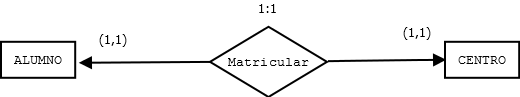 1:1
(1,1)
(1,1)
ALUMNO
Matricular
CENTRO